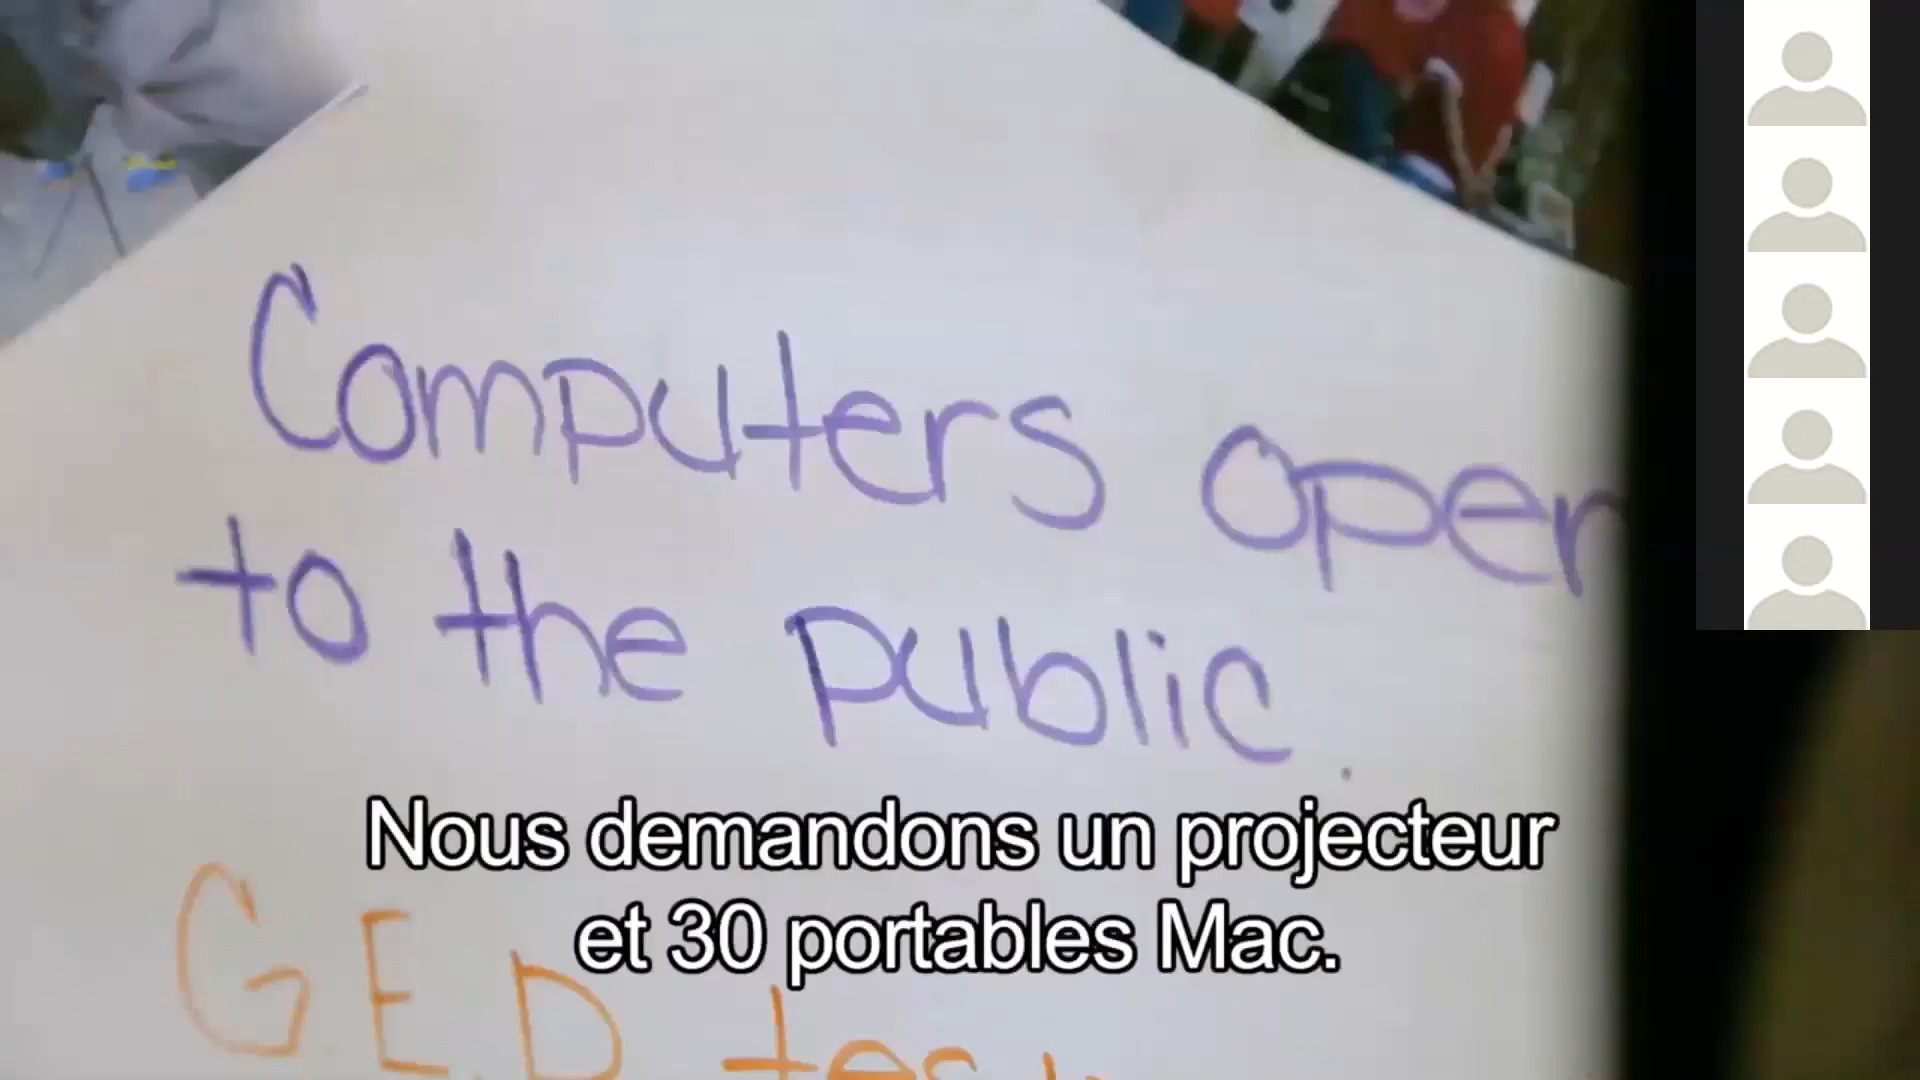 Computers open
to the public.
Nous demandons un projecteur
et 30 portables Mac.
G.E.D